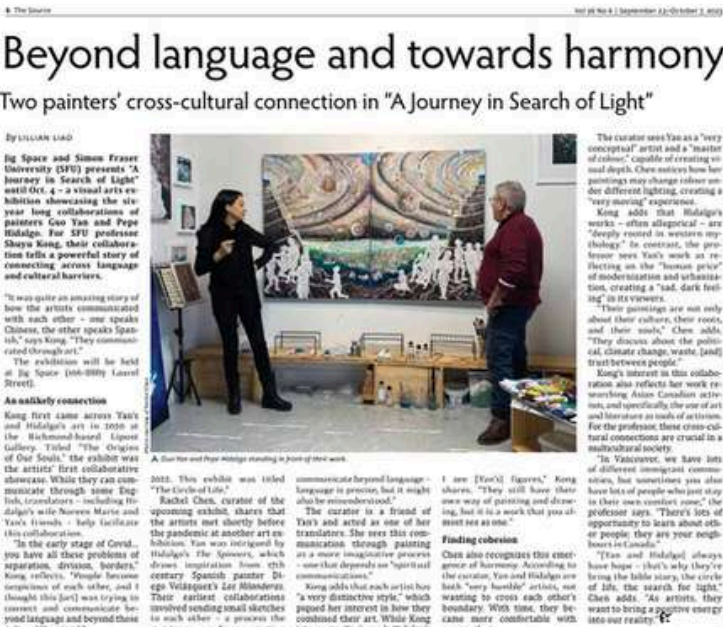 6 The Source
Vol 24 No 6 | September 23–October 7, 2023
Beyond language and towards harmony
Two painters' cross-cultural connection in "A Journey in Search of Light"
by LILLIAN LIAO
Jig Space and Simon Fraser
University (SFU) presents "A
Journey in Search of Light"
until Oct. 4 – a visual arts ex-
hibition showcasing the six-
year long collaborations of
painters Guo Yan and Pepe
Hidalgo. For SFU professor
Shuyu Kong, their collabora-
tion tells a powerful story of
connecting across language
and cultural barriers.
"It was quite an amazing story of
how the artists communicated
with each other – one speaks
Chinese, the other speaks Span-
ish," says Kong. "They communi-
cated through art."
The exhibition will be held
at Jig Space (106-8889 Laurel
Street).
An unlikely connection
Kong first came across Yan's
and Hidalgo's art in 2020 at
the Richmond-based Lipont
Gallery. Titled "The Origins
of Our Souls," the exhibit was
the artists' first collaborative
showcase. While they can com-
municate through some Eng-
lish, translators – including Hi-
dalgo's wife Noreen Marte and
Yan's friends – help facilitate
this collaboration.
"In the early stage of Covid...
you have all these problems of
separation, division, borders,"
Kong reflects. "People become
suspicious of each other, and I
thought this [art] was trying to
connect and communicate be-
yond language and beyond these
Guo Yan and Pepe Hidalgo standing in front of their work.
2022. This exhibit was titled
"The Circle of Life."
Rachel Chen, curator of the
upcoming exhibit, shares that
the artists met shortly before
the pandemic at another art ex-
hibition. Yan was intrigued by
Hidalgo's The Spinners, which
draws inspiration from 17th
century Spanish painter Di-
ego Velázquez's Las Hilanderas.
Their earliest collaborations
involved sending small sketches
to each other – a process the
communicate beyond language –
language is precise, but it might
also be misunderstood."
The curator is a friend of
Yan's and acted as one of her
translators. She sees this com-
munication through painting
as a more imaginative process
– one that depends on "spiritual
communications."
Kong adds that each artist has
"a very distinctive style," which
piqued her interest in how they
combined their art. While Kong
I see [Yan's] figures," Kong
shares. "They still have their
own way of painting and draw-
ing, but it is a work that you al-
most see as one."
Finding cohesion
Chen also recognizes this emer-
gence of harmony. According to
the curator, Yan and Hidalgo are
both "very humble" artists, not
wanting to cross each other's
boundary. With time, they be-
came more comfortable with
The curator sees Yan as a "very
conceptual" artist and a "master
of colour," capable of creating vi-
sual depth. Chen notices how her
paintings may change colour un-
der different lighting, creating a
"very moving" experience.
Kong adds that Hidalgo's
works – often allegorical – are
"deeply rooted in western my-
thology." In contrast, the pro-
fessor sees Yan's work as re-
flecting on the "human price"
of modernization and urbaniza-
tion, creating a "sad, dark feel-
ing" in its viewers.
"Their paintings are not only
about their culture, their roots,
and their souls," Chen adds.
"They discuss about the politi-
cal, climate change, waste, [and]
trust between people."
Kong's interest in this collabo-
ration also reflects her work re-
searching Asian Canadian activ-
ism, and specifically, the use of art
and literature as tools of activism.
For the professor, these cross-cul-
tural connections are crucial in a
multicultural society.
"In Vancouver, we have lots
of different immigrant commu-
nities, but sometimes you also
have lots of people who just stay
in their own comfort zone," the
professor says. "There's lots of
opportunity to learn about oth-
er people; they are your neigh-
bours in Canada."
"[Yan and Hidalgo] always
have hope – that's why they're
bring the bible story, the circle
of life, the search for light,"
Chen adds. "As artists, they
want to bring a positive energy
into our reality."